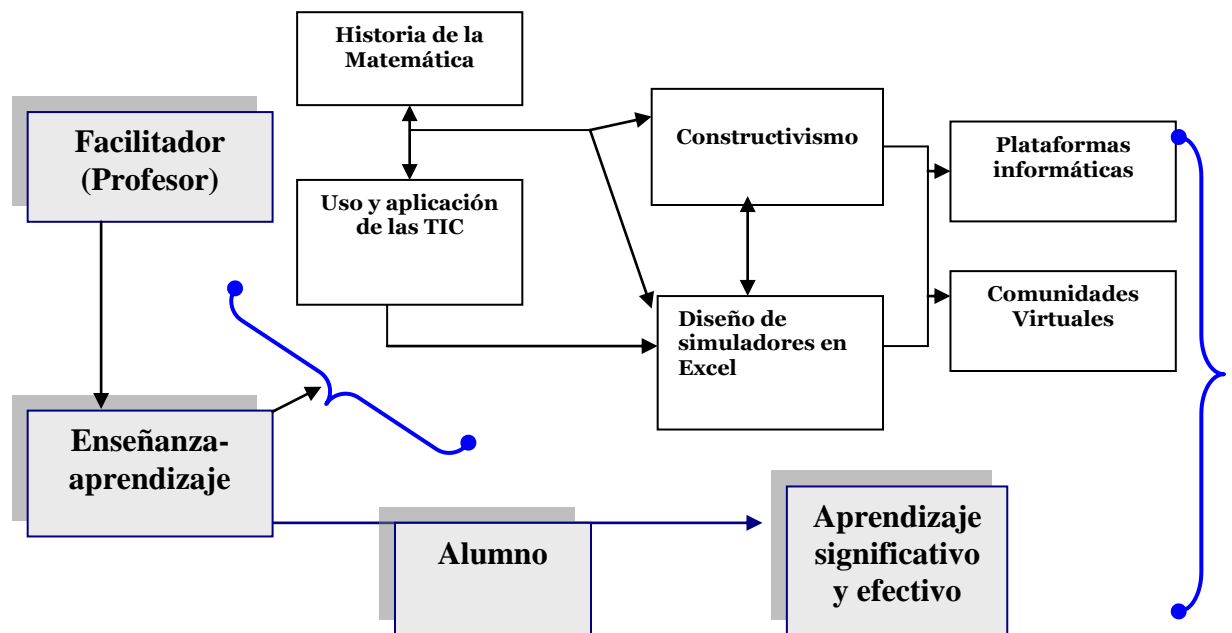 Historia de la
Matemática
Facilitador
(Profesor)
Constructivismo
Plataformas
informáticas
Uso y aplicación
de las TIC
Comunidades
Virtuales
Diseño de
simuladores en
Excel
Enseñanza-
aprendizaje
Alumno
Aprendizaje
significativo
y efectivo